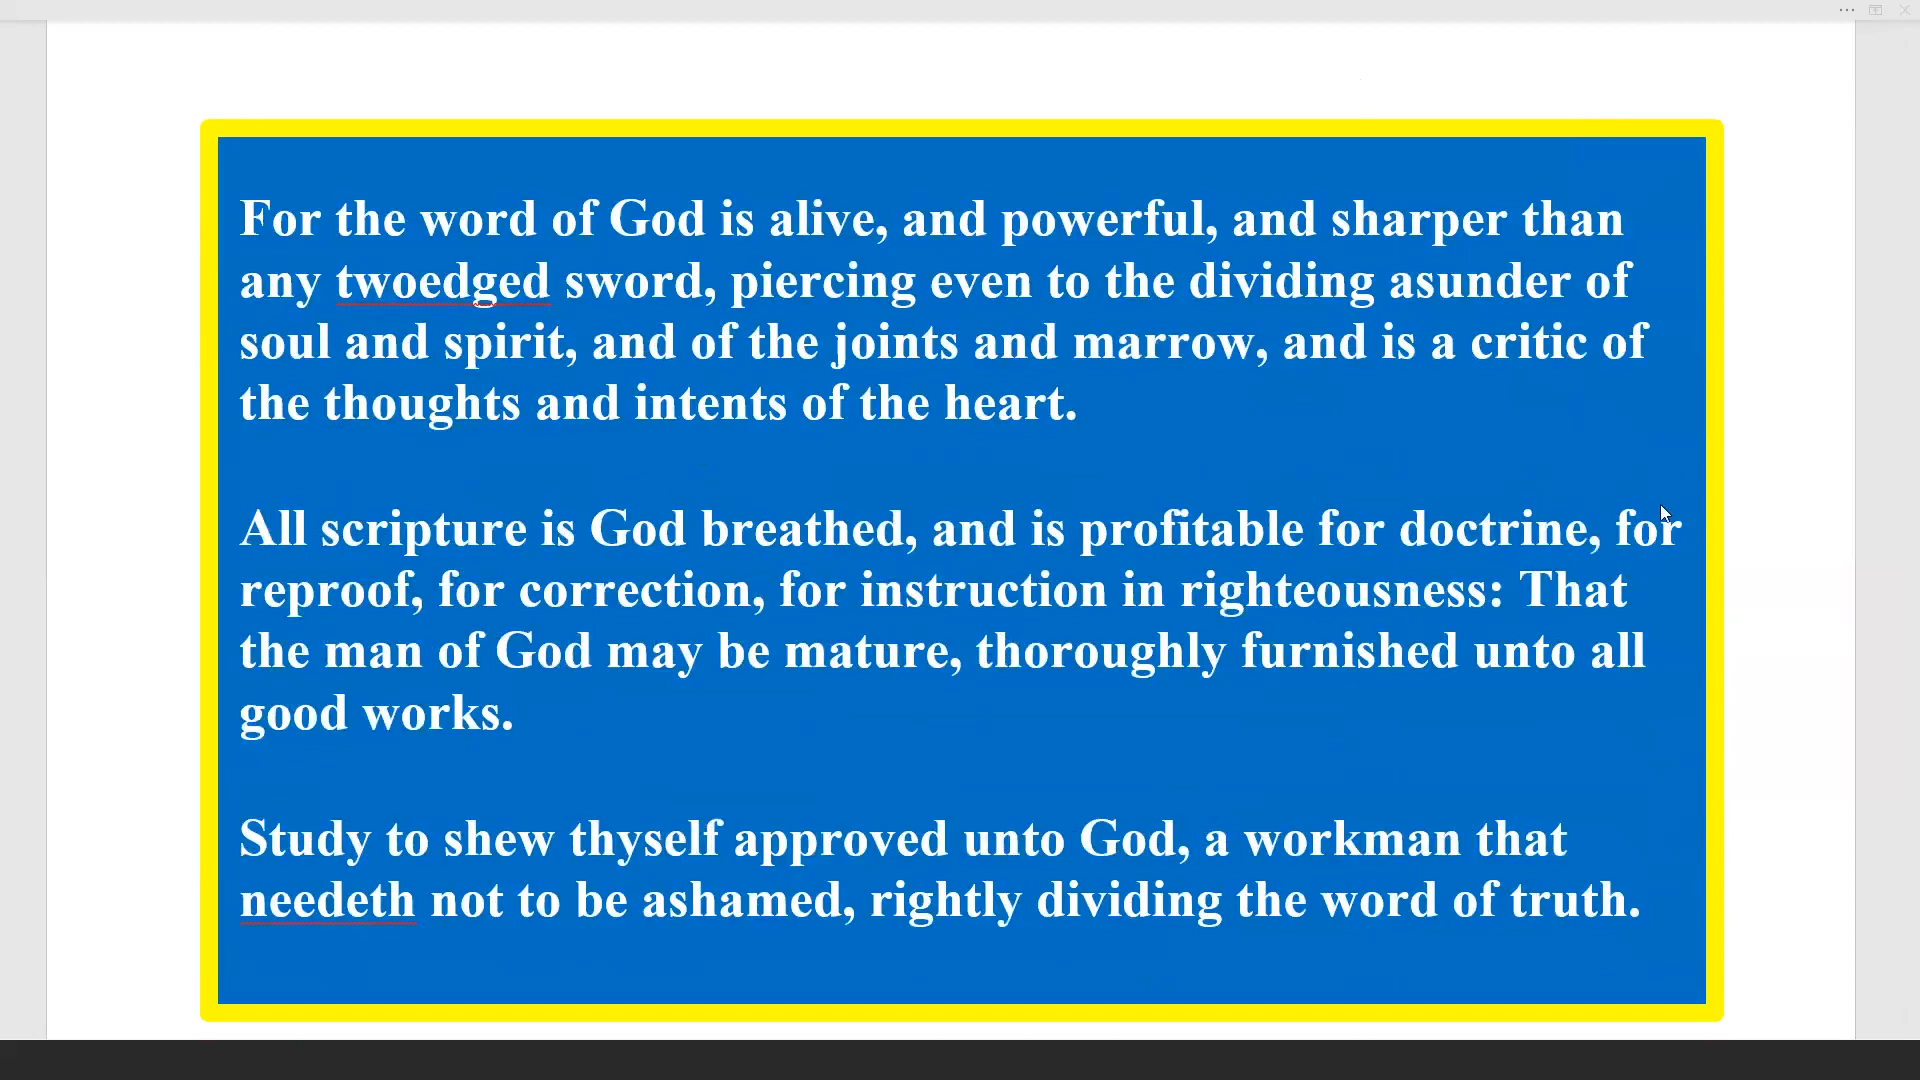 For the word of God is alive, and powerful, and sharper than
any twoedged sword, piercing even to the dividing asunder of
soul and spirit, and of the joints and marrow, and is a critic of
the thoughts and intents of the heart.
All scripture is God breathed, and is profitable for doctrine, for
reproof, for correction, for instruction in righteousness: That
the man of God may be mature, thoroughly furnished unto all
good works.
Study to shew thyself approved unto God, a workman that
needeth not to be ashamed, rightly dividing the word of truth.